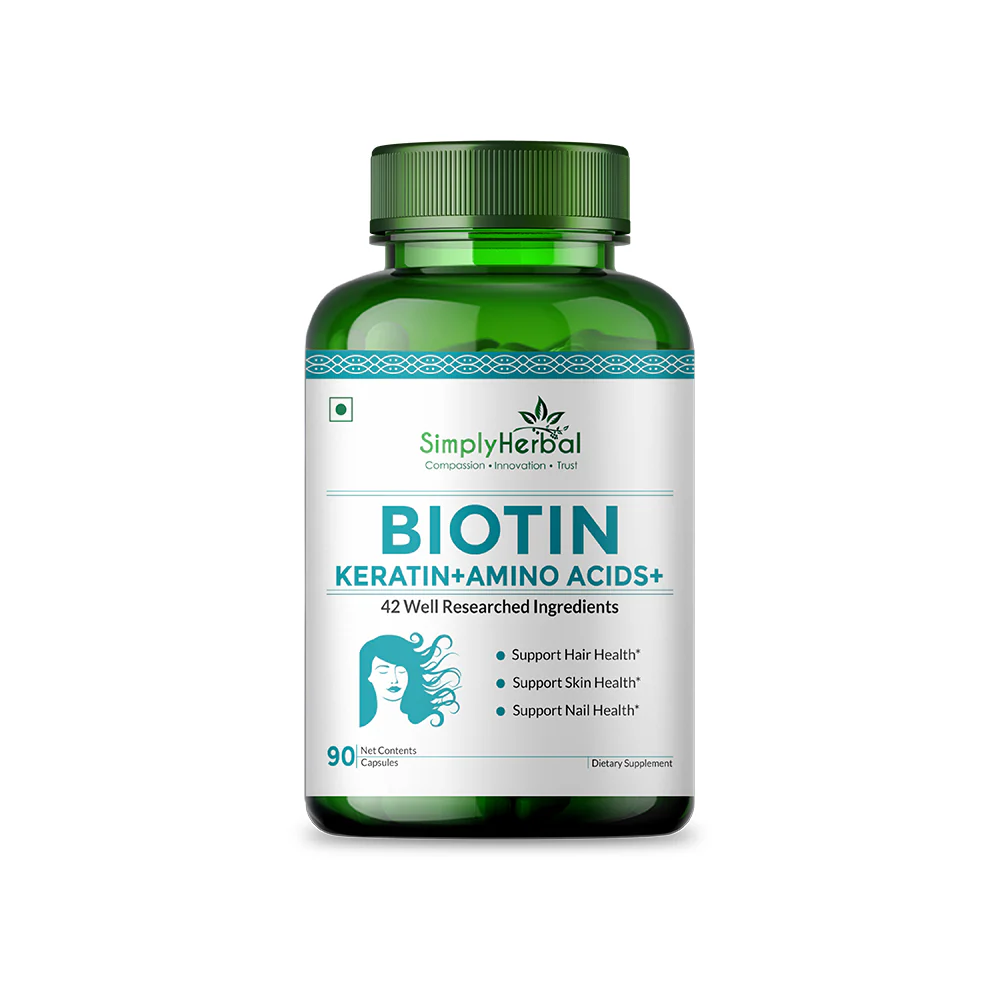 SimplyHerbal
Compassion • Innovation • Trust
BIOTIN
KERATIN+AMINO ACIDS+
42 Well Researched Ingredients
• Support Hair Health*
• Support Skin Health*
• Support Nail Health*
90 Net Contents
Capsules
Dietary Supplement